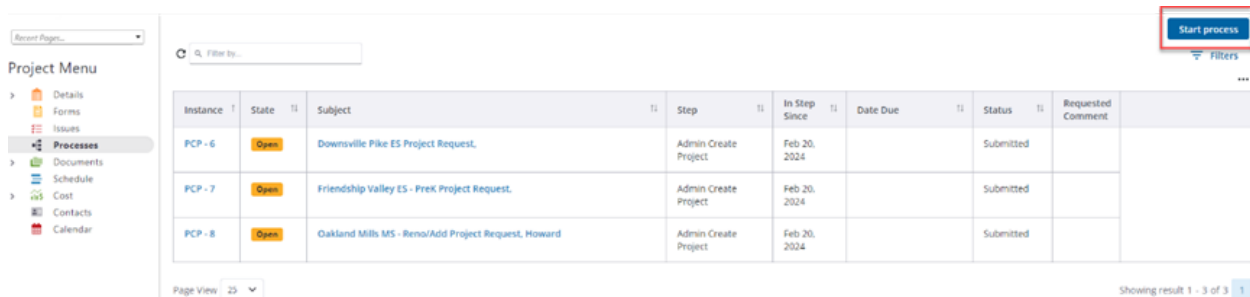 Start process
Recent Pages...
Filter by...
Filters
Project Menu
Details
Forms
Issues
Processes
Documents
Schedule
Cost
Contacts
Calendar
Instance State Subject Step In Step Since Date Due Status Requested Comment
PCP - 6 Open Downsville Pike ES Project Request, Admin Create Project Feb 20, 2024 Submitted
PCP - 7 Open Friendship Valley ES - PreK Project Request, Admin Create Project Feb 20, 2024 Submitted
PCP - 8 Open Oakland Mills MS - Reno/Add Project Request, Howard Admin Create Project Feb 20, 2024 Submitted
Page View 25 Showing result 1 - 3 of 3 1